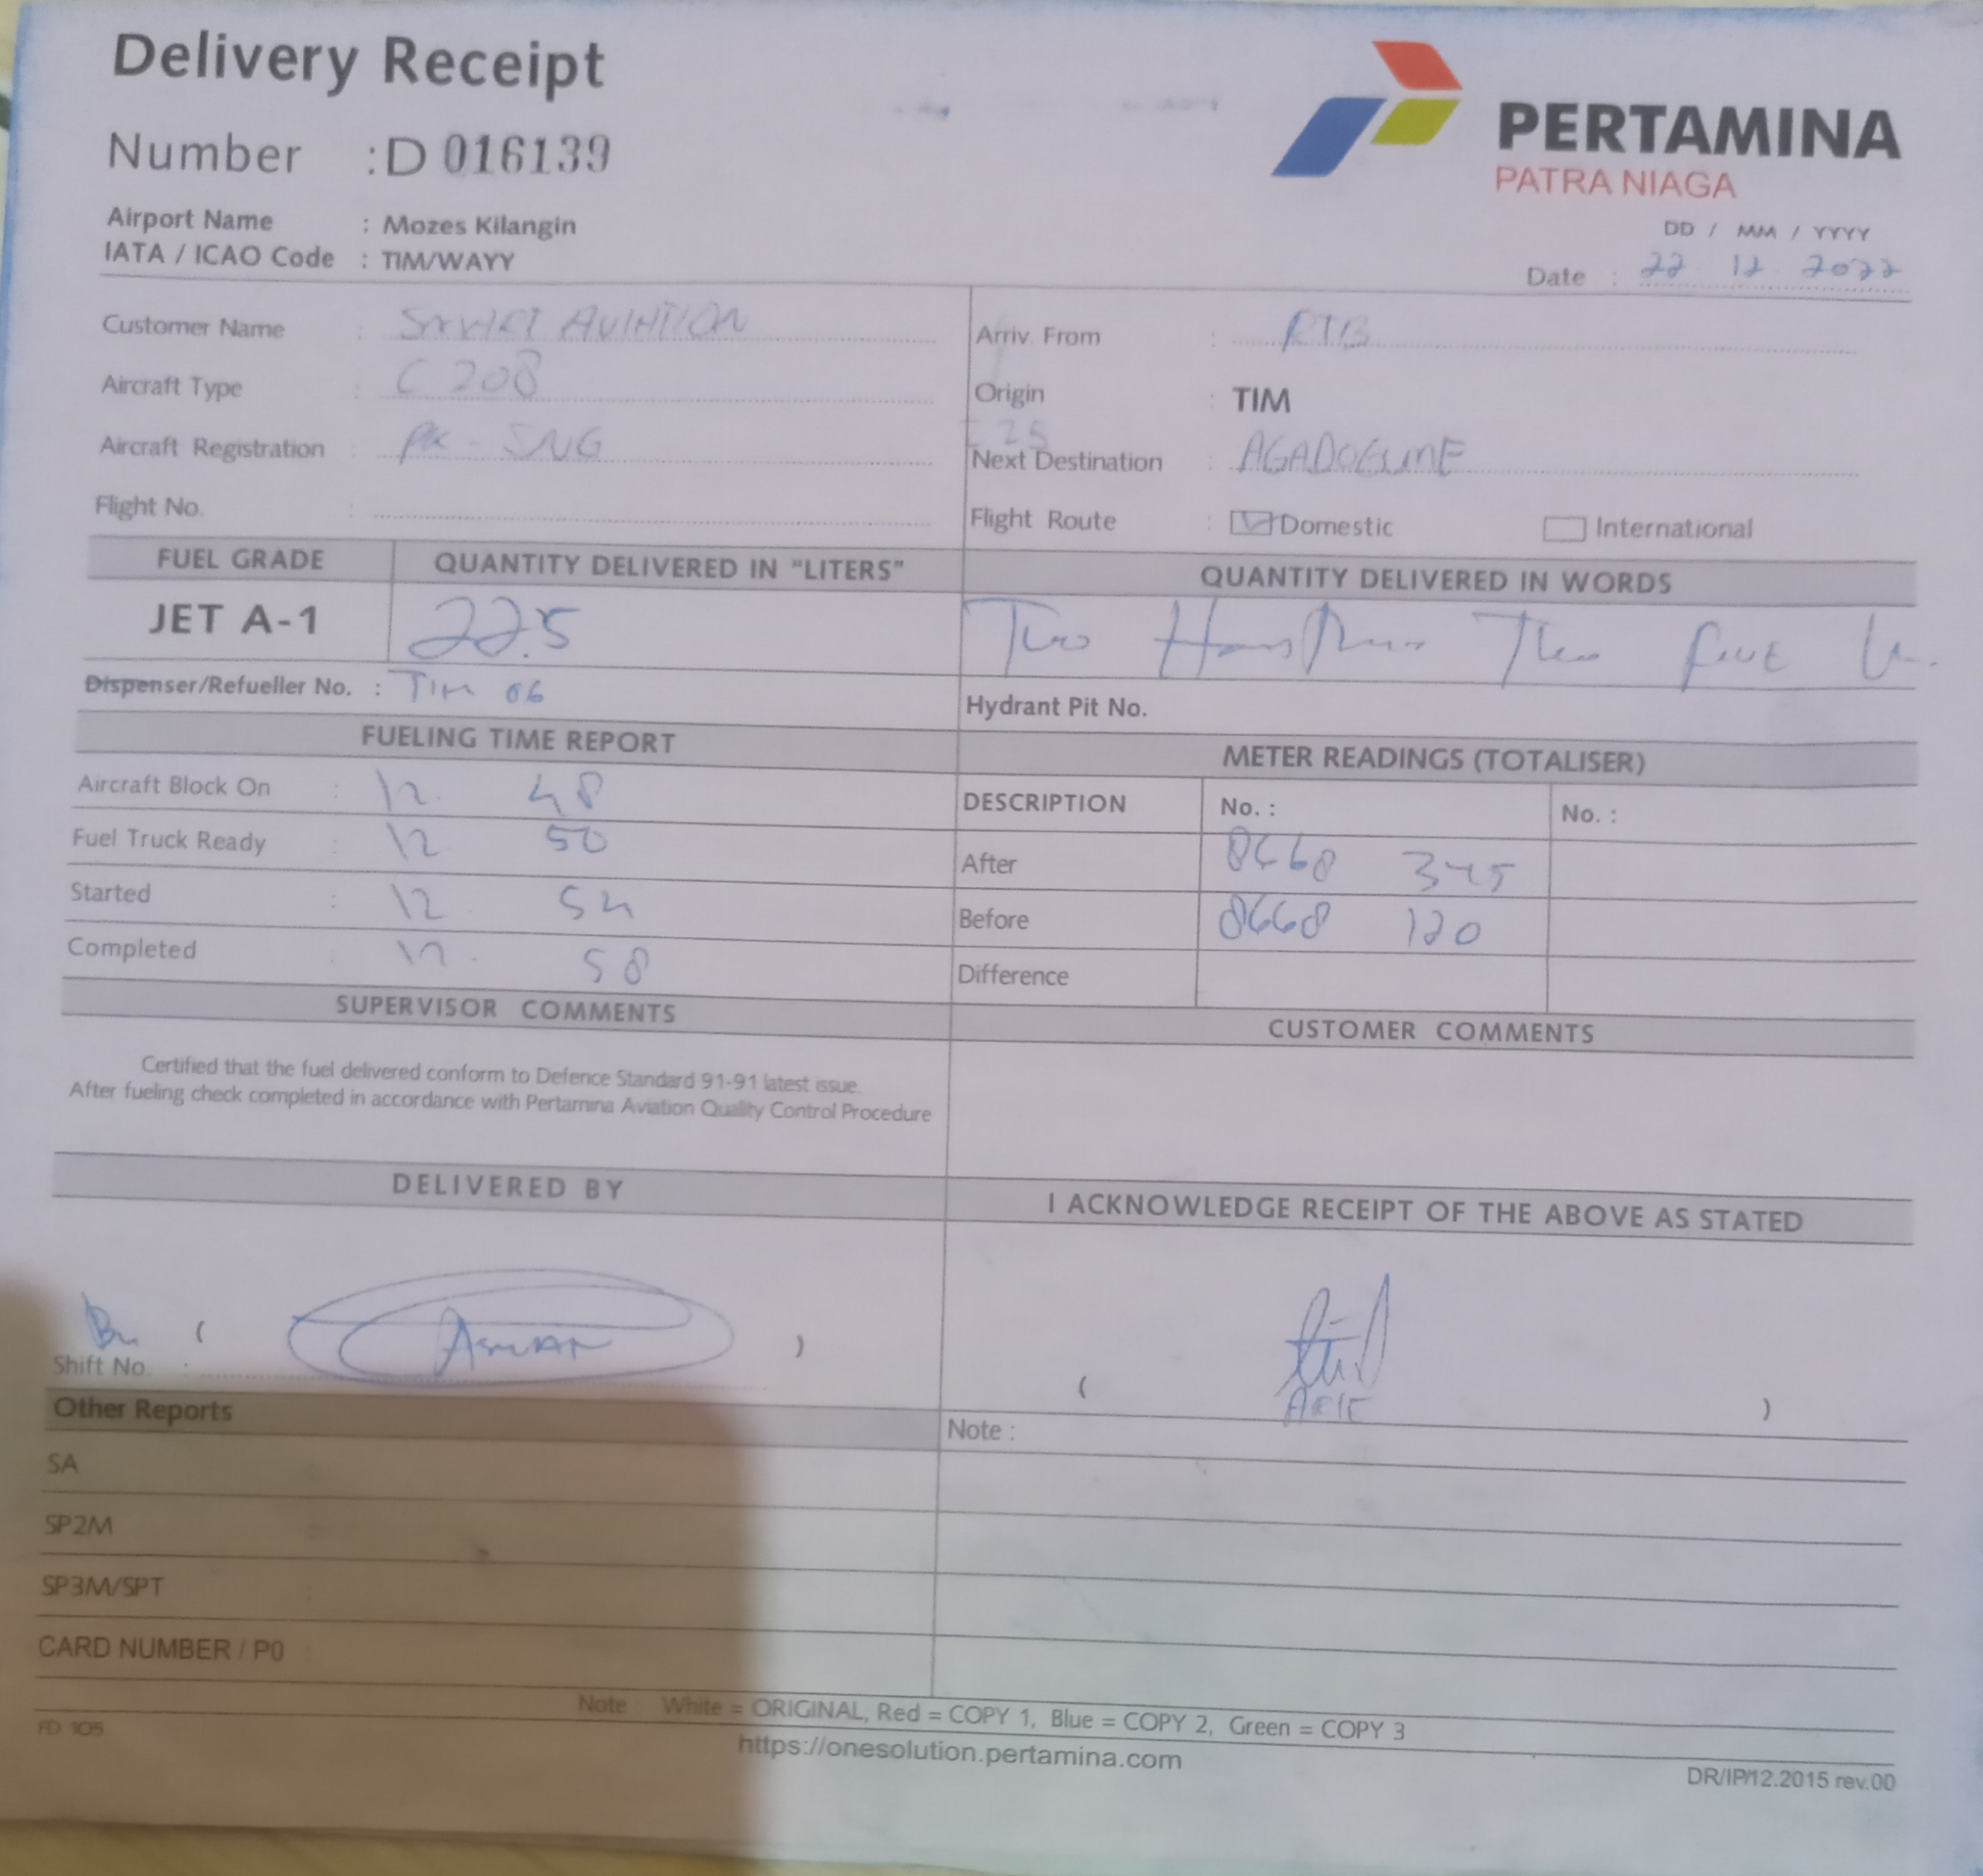 Delivery Receipt
PERTAMINA
PATRA NIAGA
Number : D 016139
Airport Name : Mozes Kilangin
IATA / ICAO Code : TIM/WAYY
DD / MM / YYYY
Date : 22 12 2022
Customer Name : SMART AVIATION
Aircraft Type : C 208
Aircraft Registration : PK - SNG
Flight No. :
Arriv. From :
Origin : TIM
Next Destination :
Flight Route : Domestic International
FUEL GRADE QUANTITY DELIVERED IN "LITERS" QUANTITY DELIVERED IN WORDS
JET A-1 225 Two
Dispenser/Refueller No. : TIM 06
Hydrant Pit No.
FUELING TIME REPORT
Aircraft Block On : 12. 48
Fuel Truck Ready : 12 50
Started : 12 54
Completed : 12. 58
METER READINGS (TOTALISER)
DESCRIPTION No. : No. :
After 8668 345
Before 8668 120
Difference
SUPERVISOR COMMENTS
Certified that the fuel delivered conform to Defence Standard 91-91 latest issue.
After fueling check completed in accordance with Pertamina Aviation Quality Control Procedure
CUSTOMER COMMENTS
DELIVERED BY
I ACKNOWLEDGE RECEIPT OF THE ABOVE AS STATED
( )
Shift No. :
( )
Other Reports
Note :
SA
SP2M
SP3M/SPT
CARD NUMBER / P0
Note White = ORIGINAL, Red = COPY 1, Blue = COPY 2, Green = COPY 3
FD 105
https://onesolution.pertamina.com
DR/IP/12.2015 rev.00